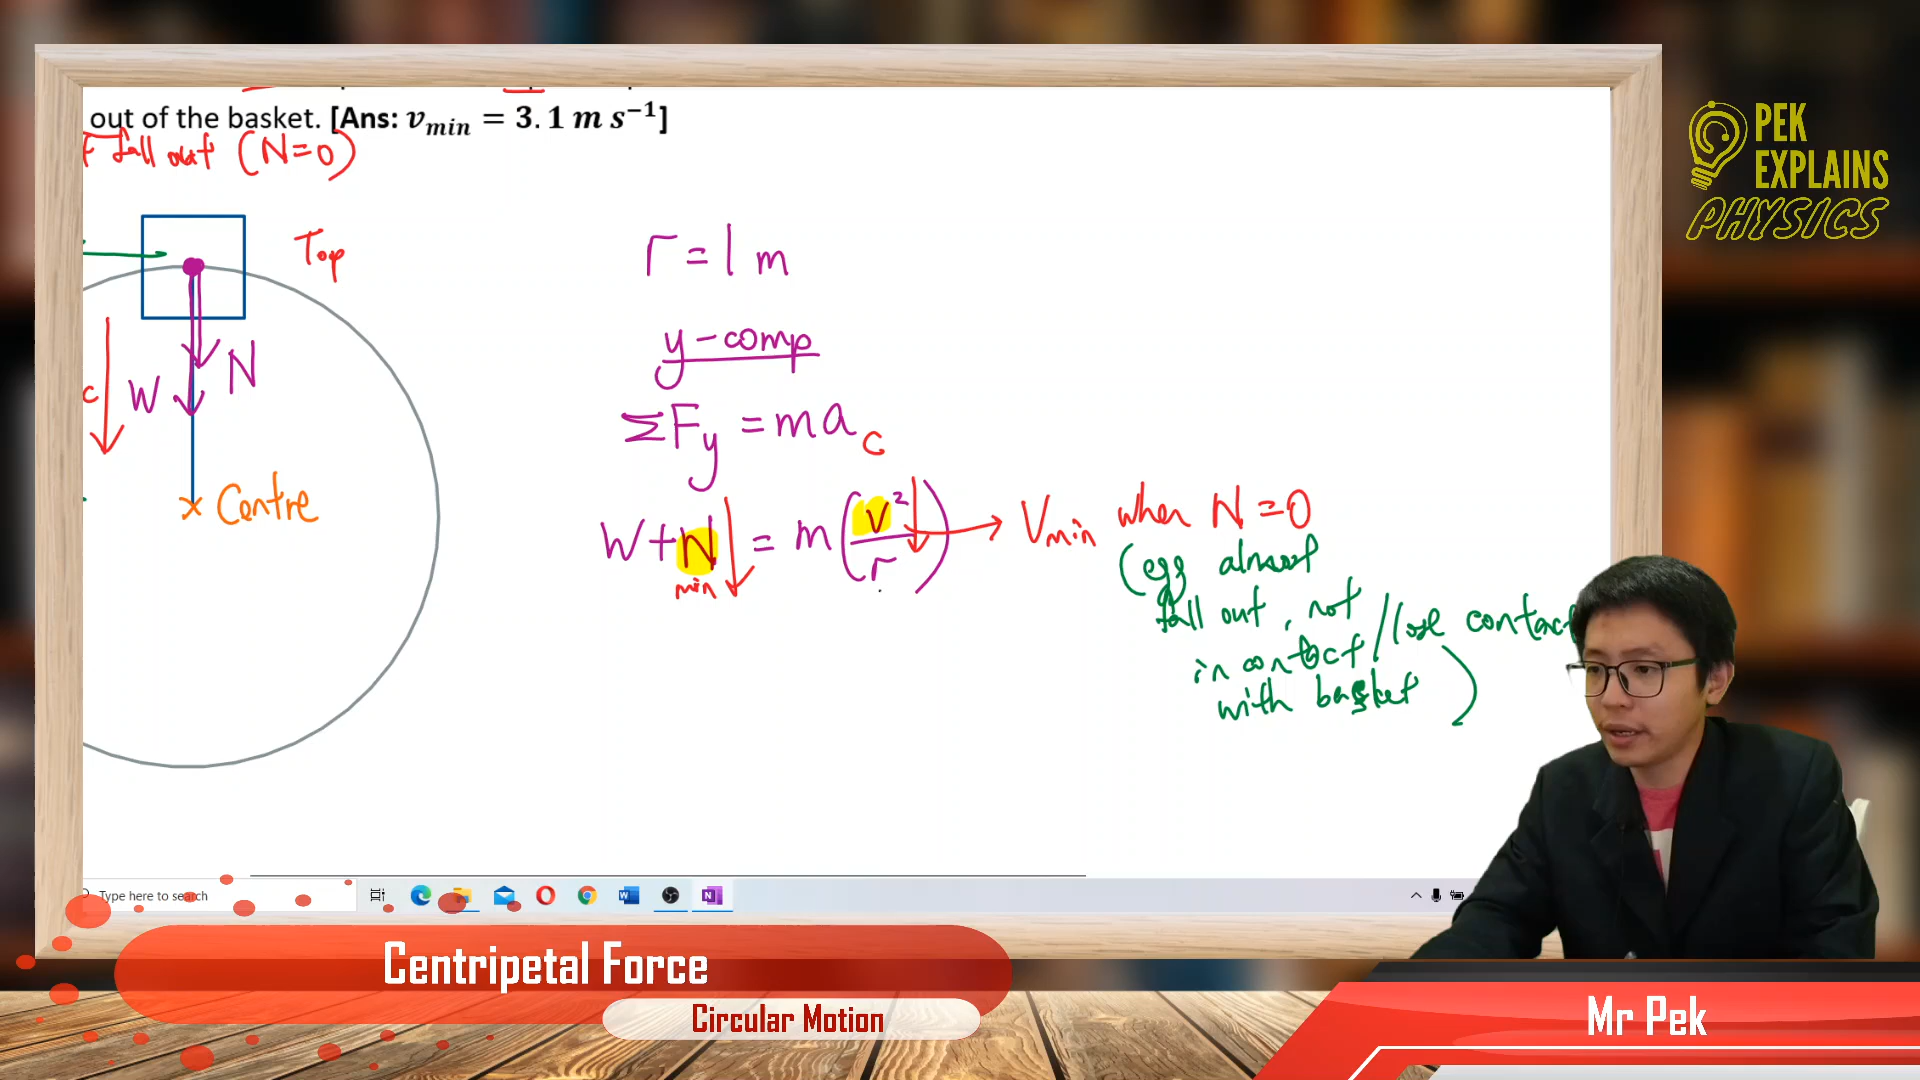 out of the basket. [Ans: v_min = 3.1 m s⁻¹]
fall out (N=0)
Top
N
W
c
Centre
r = 1 m
y-comp
ΣF_y = ma_c
W+N = m(v²/r) → V_min when N=0
min
(egg almost
fall out, not
in contact / lose contact
with basket)
PEK
EXPLAINS
PHYSICS
Type here to search
Centripetal Force
Circular Motion
Mr Pek